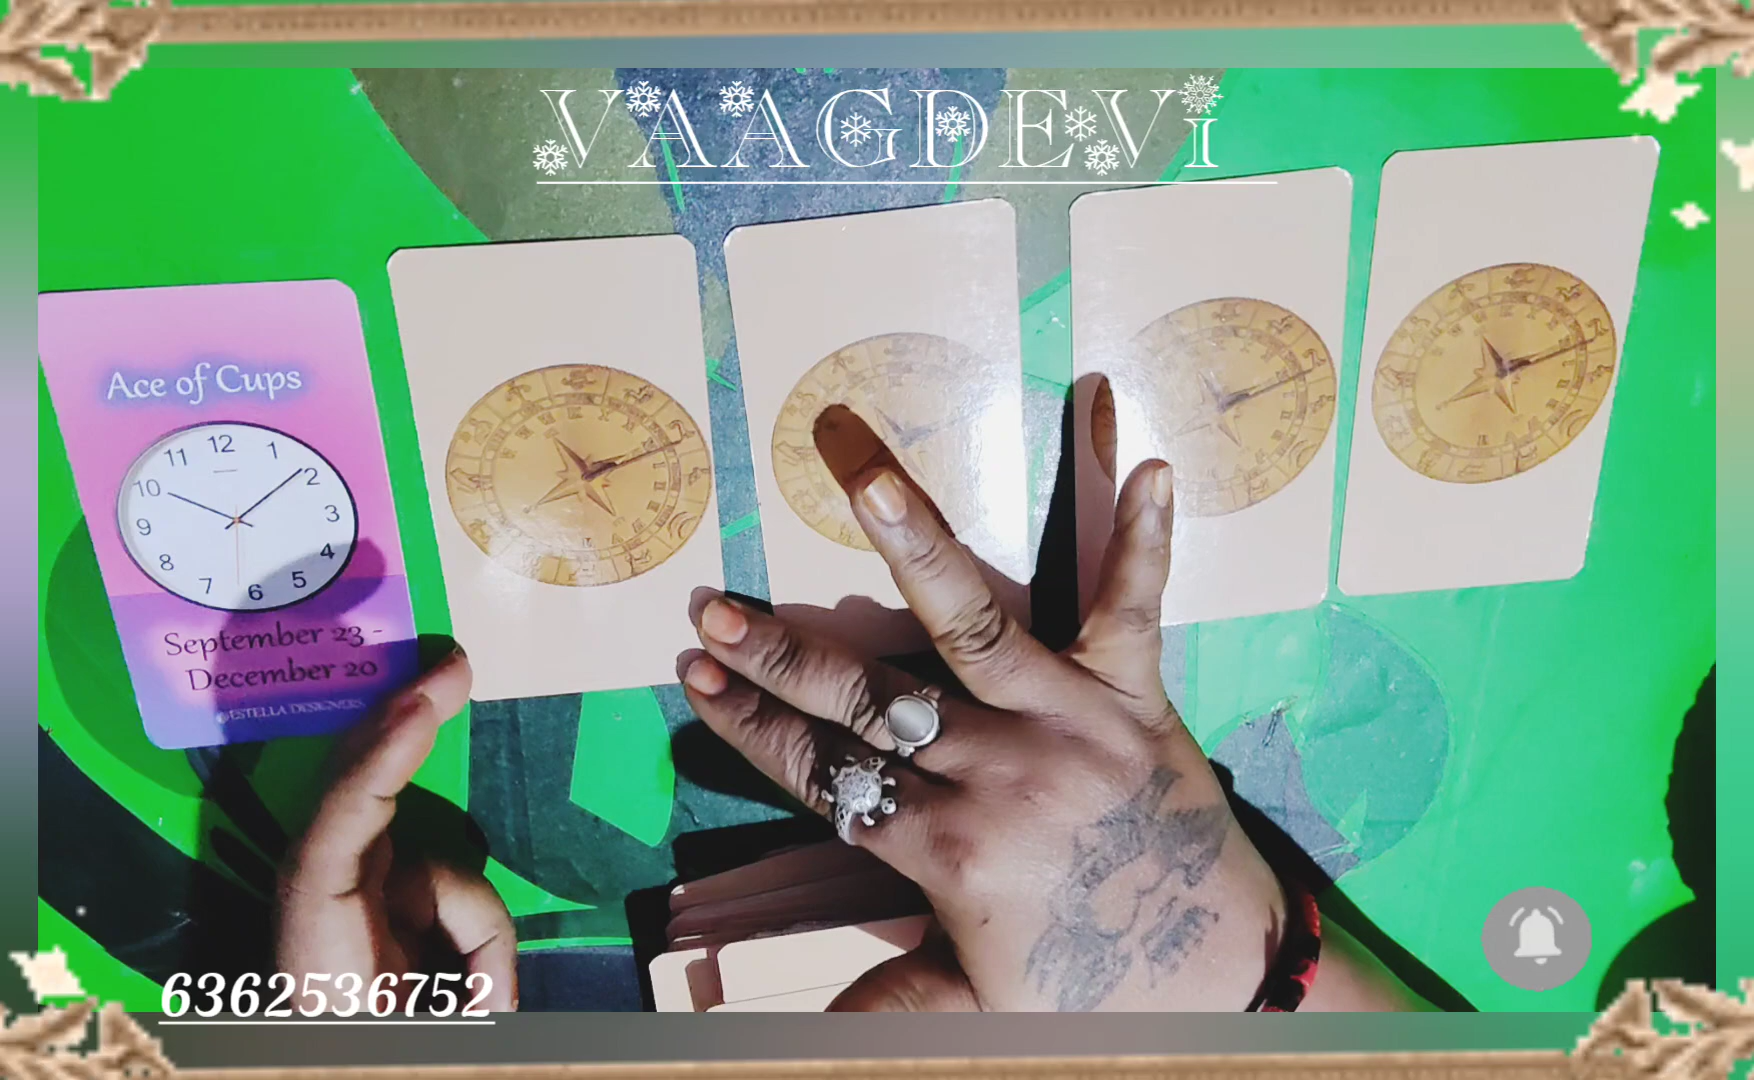 VAAGDEVI
Ace of Cups
12
11
1
10
2
9
3
8
4
7
5
6
September 23 -
December 20
@ESTELLA DESIGNERS
6362536752